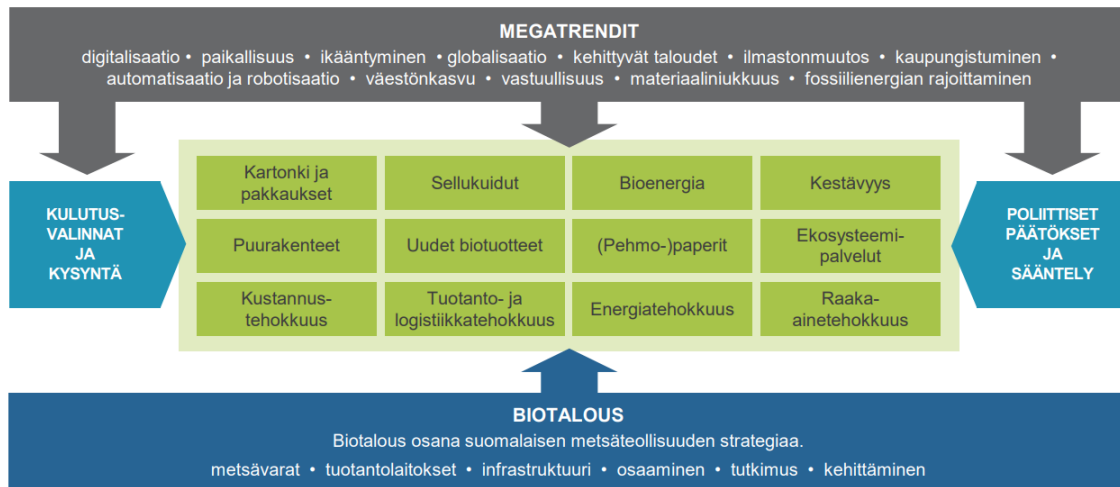 MEGATRENDIT
digitalisaatio • paikallisuus • ikääntyminen • globalisaatio • kehittyvät taloudet • ilmastonmuutos • kaupungistuminen •
automatisaatio ja robotisaatio • väestönkasvu • vastuullisuus • materiaaliniukkuus • fossiilienergian rajoittaminen
KULUTUS-
VALINNAT
JA
KYSYNTÄ
Kartonki ja
pakkaukset
Sellukuidut
Bioenergia
Kestävyys
Puurakenteet
Uudet biotuotteet
(Pehmo-)paperit
Ekosysteemi-
palvelut
Kustannus-
tehokkuus
Tuotanto- ja
logistiikkatehokkuus
Energiatehokkuus
Raaka-
ainetehokkuus
POLIITTISET
PÄÄTÖKSET
JA
SÄÄNTELY
BIOTALOUS
Biotalous osana suomalaisen metsäteollisuuden strategiaa.
metsävarat • tuotantolaitokset • infrastruktuuri • osaaminen • tutkimus • kehittäminen